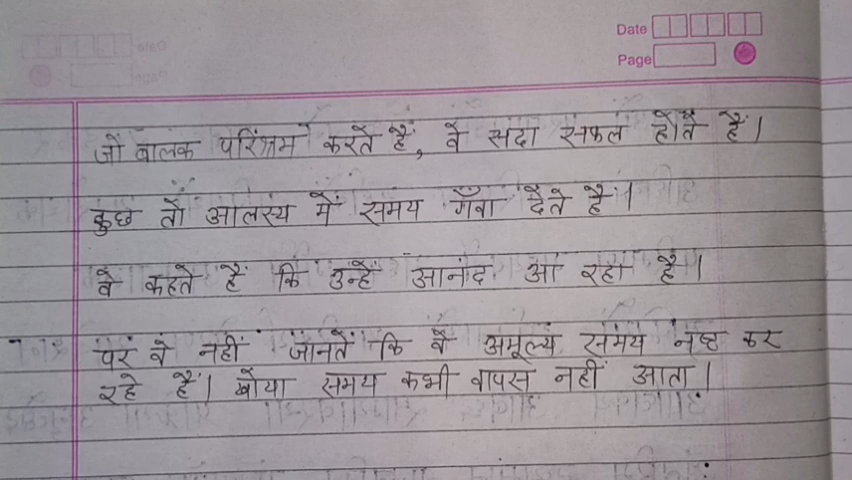 Date
Page
जो बालक परिश्रम करते हैं, वे सदा सफल होते हैं।
कुछ तो आलस्य में समय गँवा देते हैं।
वे कहते हैं कि उन्हें आनंद आ रहा है।
पर वे नहीं जानते कि वे अमूल्य समय नष्ट कर
रहे हैं। खोया समय कभी वापस नहीं आता।